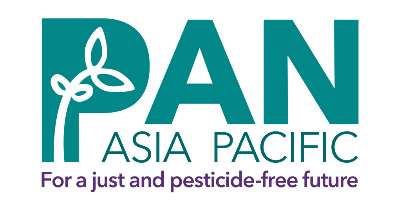 PAN
ASIA PACIFIC
For a just and pesticide-free future